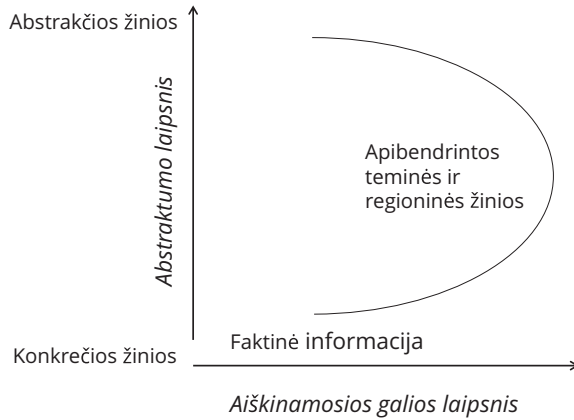 Abstrakčios žinios
Abstraktumo laipsnis
Apibendrintos
teminės ir
regioninės žinios
Faktinė informacija
Konkrečios žinios
Aiškinamosios galios laipsnis